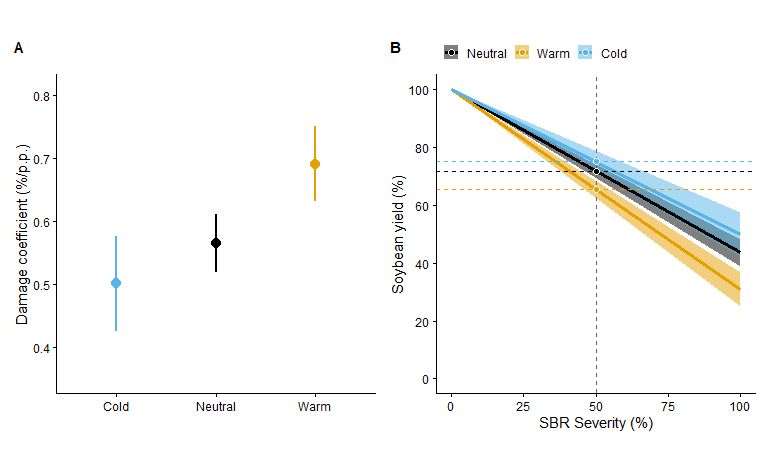 A
Damage coefficient (%/p.p.)
0.8
0.7
0.6
0.5
0.4
Cold
Neutral
Warm
B
Neutral
Warm
Cold
Soybean yield (%)
100
80
60
40
20
0
0
25
50
75
100
SBR Severity (%)